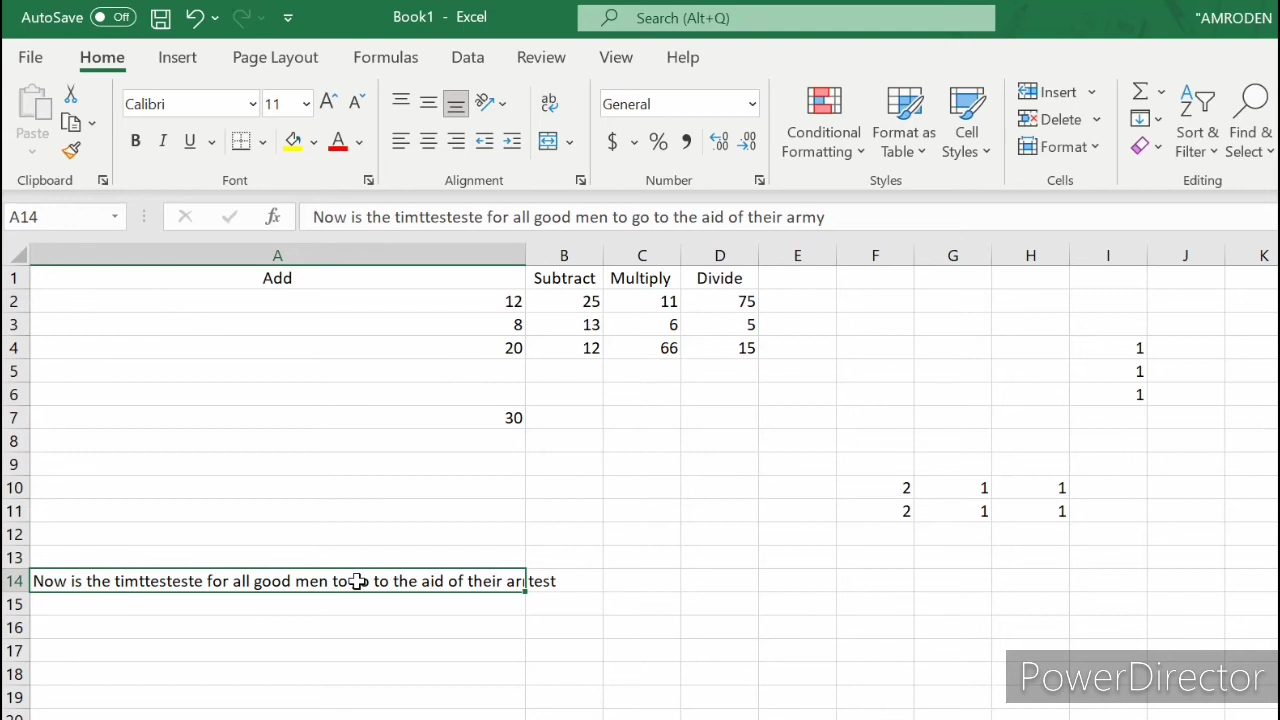 AutoSave Off Book1 - Excel Search (Alt+Q) "AMRODEN
File Home Insert Page Layout Formulas Data Review View Help
Paste
Clipboard
Calibri 11 A A
B I U A
Font
ab
c
Alignment
General
$ % , .00
Number
Conditional Formatting
Format as Table
Cell Styles
Styles
Insert
Delete
Format
Cells
Σ
Sort & Filter
Find & Select
Editing
A14 fx Now is the timttesteste for all good men to go to the aid of their army
A B C D E F G H I J K
1 Add Subtract Multiply Divide
2 12 25 11 75
3 8 13 6 5
4 20 12 66 15 1
5 1
6 1
7 30
8
9
10 2 1 1
11 2 1 1
12
13
14 Now is the timttesteste for all good men to go to the aid of their ar test
15
16
17
18
19
PowerDirector